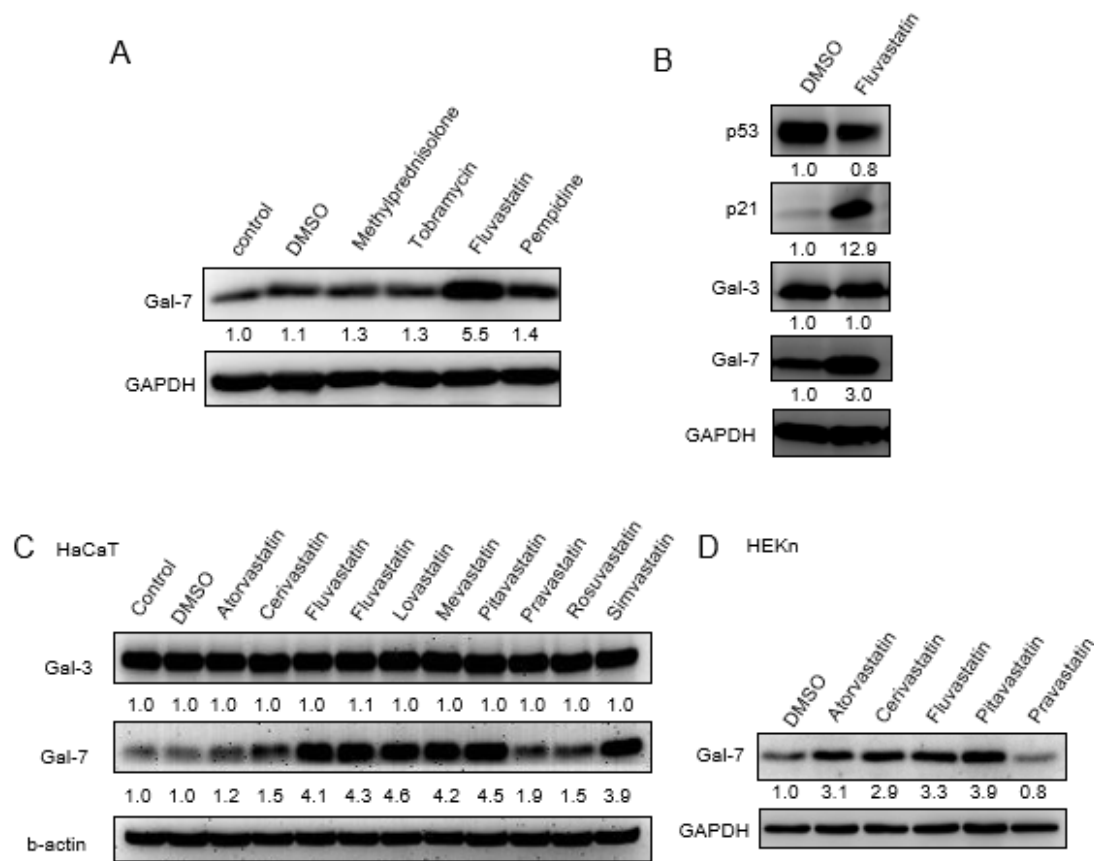 A
control DMSO Methylprednisolone Tobramycin Fluvastatin Pempidine
Gal-7
1.0 1.1 1.3 1.3 5.5 1.4
GAPDH
B
DMSO Fluvastatin
p53
1.0 0.8
p21
1.0 12.9
Gal-3
1.0 1.0
Gal-7
1.0 3.0
GAPDH
C HaCaT
Control DMSO Atorvastatin Cerivastatin Fluvastatin Fluvastatin Lovastatin Mevastatin Pitavastatin Pravastatin Rosuvastatin Simvastatin
Gal-3
1.0 1.0 1.0 1.0 1.0 1.1 1.0 1.0 1.0 1.0 1.0 1.0
Gal-7
1.0 1.0 1.2 1.5 4.1 4.3 4.6 4.2 4.5 1.9 1.5 3.9
b-actin
D HEKn
DMSO Atorvastatin Cerivastatin Fluvastatin Pitavastatin Pravastatin
Gal-7
1.0 3.1 2.9 3.3 3.9 0.8
GAPDH